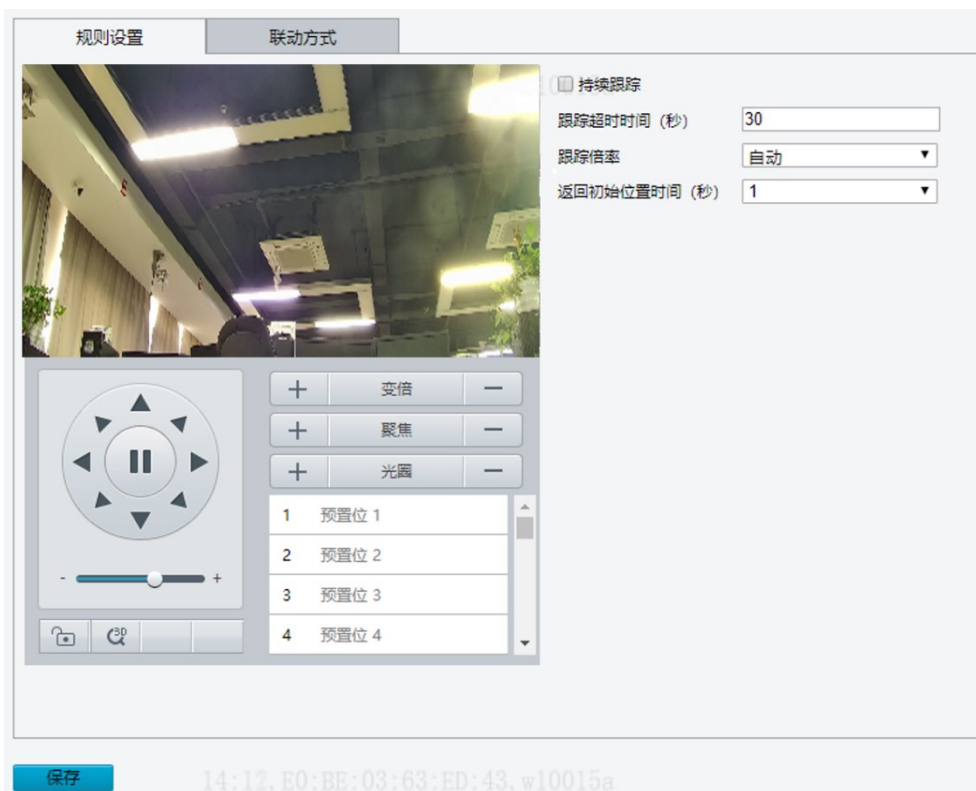 规则设置
联动方式
持续跟踪
跟踪超时时间（秒）
30
跟踪倍率
自动
返回初始位置时间（秒）
1
+ 变倍 —
+ 聚焦 —
+ 光圈 —
1 预置位 1
2 预置位 2
3 预置位 3
4 预置位 4
- +
3D
保存
14:12, E0:BE:03:63:ED:43, w10015a